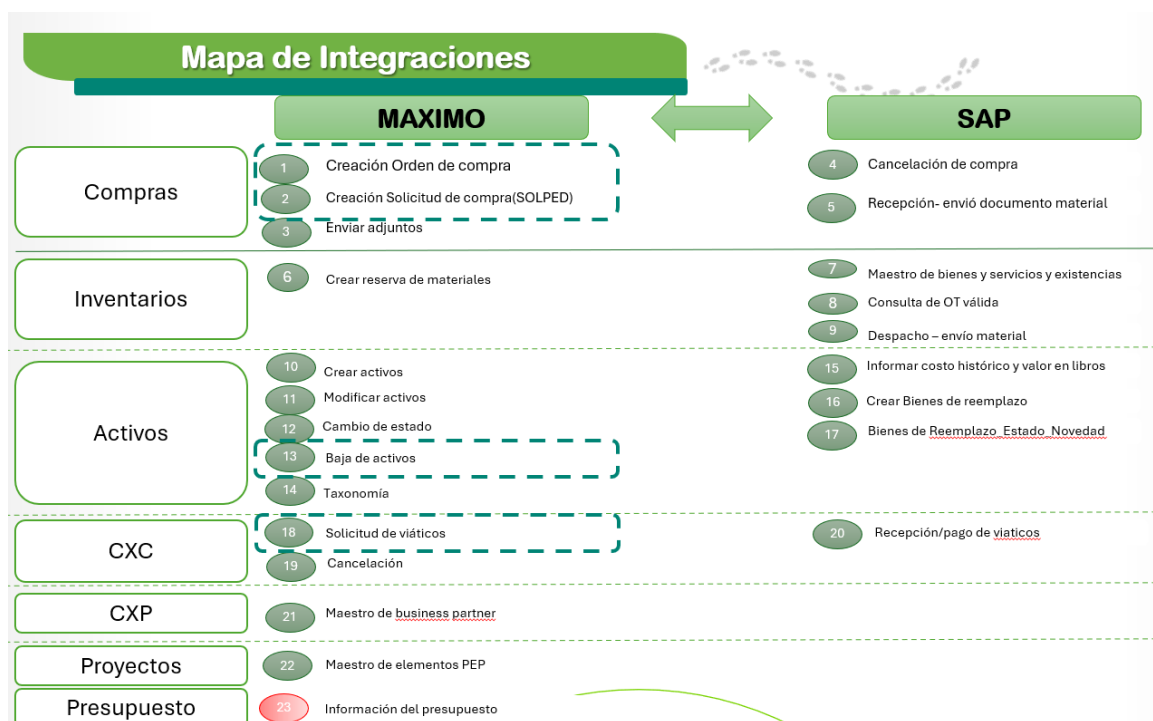 Mapa de Integraciones
MAXIMO
SAP
Compras
1 Creación Orden de compra
2 Creación Solicitud de compra(SOLPED)
3 Enviar adjuntos
4 Cancelación de compra
5 Recepción- envió documento material
Inventarios
6 Crear reserva de materiales
7 Maestro de bienes y servicios y existencias
8 Consulta de OT válida
9 Despacho – envío material
Activos
10 Crear activos
11 Modificar activos
12 Cambio de estado
13 Baja de activos
14 Taxonomía
15 Informar costo histórico y valor en libros
16 Crear Bienes de reemplazo
17 Bienes de Reemplazo_Estado_Novedad
CXC
18 Solicitud de viáticos
19 Cancelación
20 Recepción/pago de viaticos
CXP
21 Maestro de business partner
Proyectos
22 Maestro de elementos PEP
Presupuesto
23 Información del presupuesto